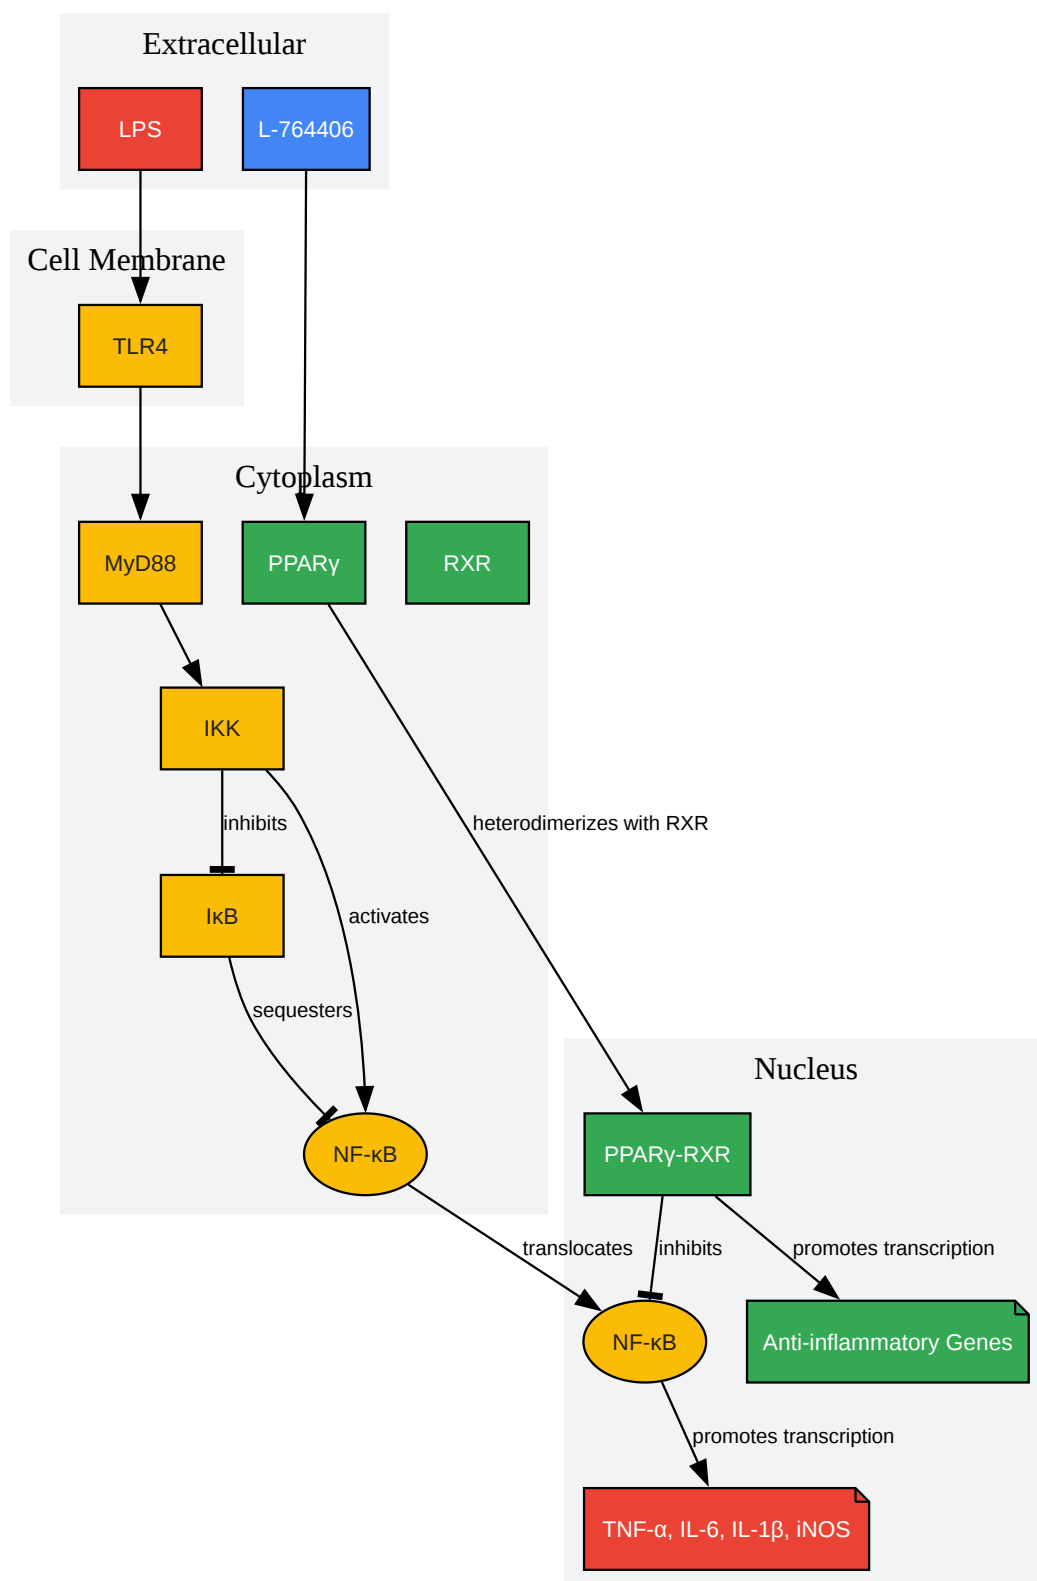 Extracellular
LPS
L-764406
Cell Membrane
TLR4
Cytoplasm
MyD88
PPARγ
RXR
IKK
inhibits
heterodimerizes with RXR
IκB
activates
sequesters
Nucleus
NF-κB
PPARγ-RXR
translocates
inhibits
promotes transcription
NF-κB
Anti-inflammatory Genes
promotes transcription
TNF-α, IL-6, IL-1β, iNOS